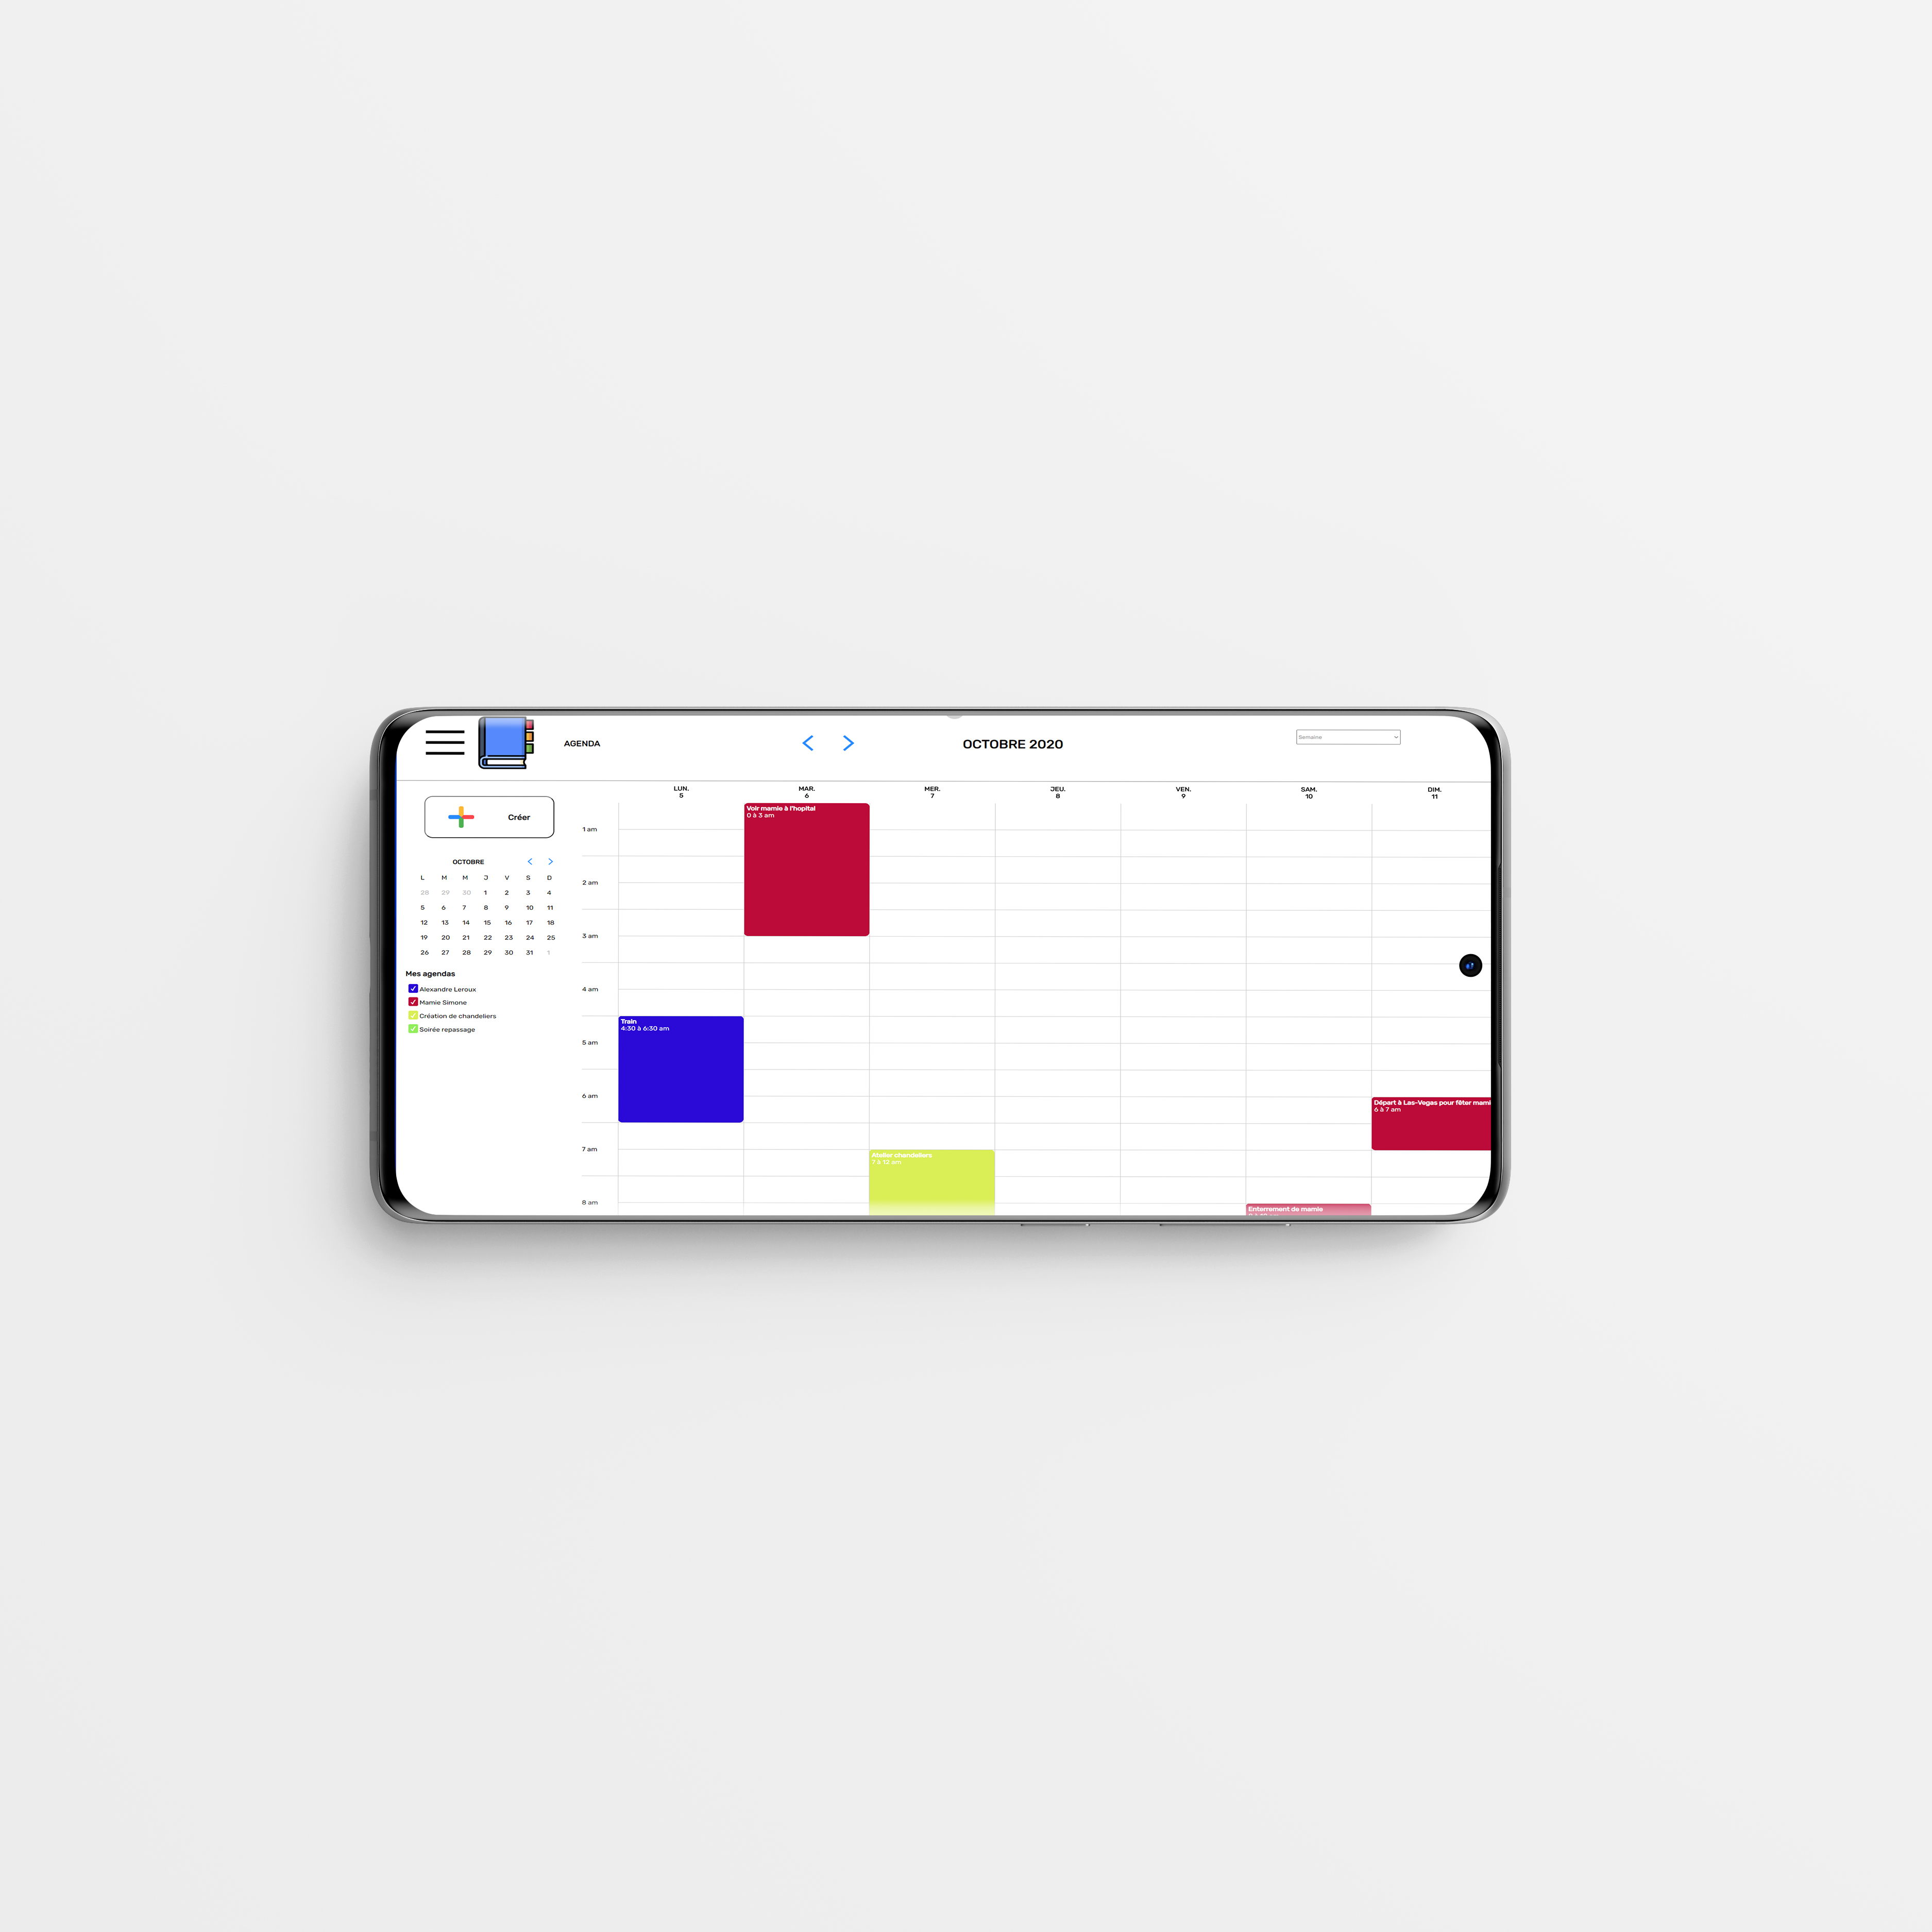 AGENDA
OCTOBRE 2020
Semaine
Créer
OCTOBRE
L M M J V S D
28 29 30 1 2 3 4
5 6 7 8 9 10 11
12 13 14 15 16 17 18
19 20 21 22 23 24 25
26 27 28 29 30 31 1
Mes agendas
Alexandre Leroux
Mamie Simone
Création de chandeliers
Soirée repassage
LUN. MAR. MER. JEU. VEN. SAM. DIM.
5 6 7 8 9 10 11
1 am
2 am
3 am
4 am
5 am
6 am
7 am
8 am
Train
4:30 à 6:30 am
Voir mamie à l'hopital
0 à 3 am
Atelier chandeliers
7 à 12 am
Enterrement de mamie
Départ à Las-Vegas pour fêter mami
6 à 7 am